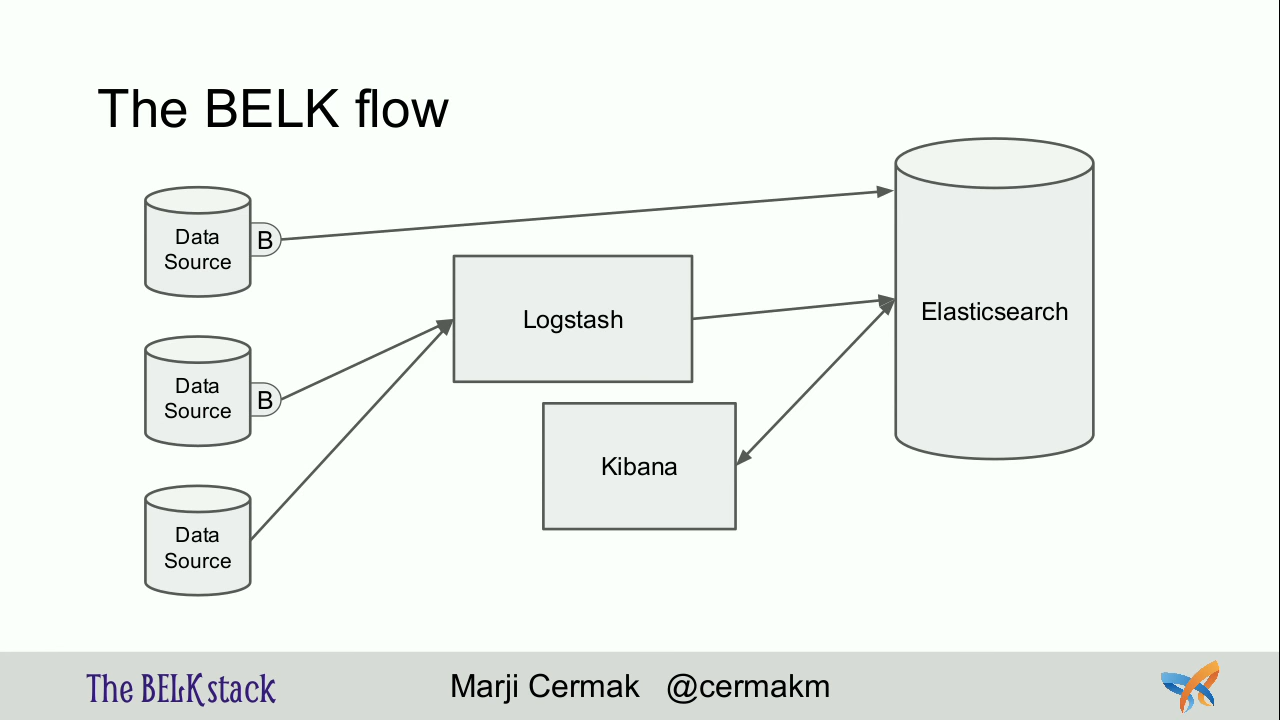 The BELK flow
Data
Source
B
Data
Source
B
Data
Source
Logstash
Kibana
Elasticsearch
The BELK stack
Marji Cermak @cermakm